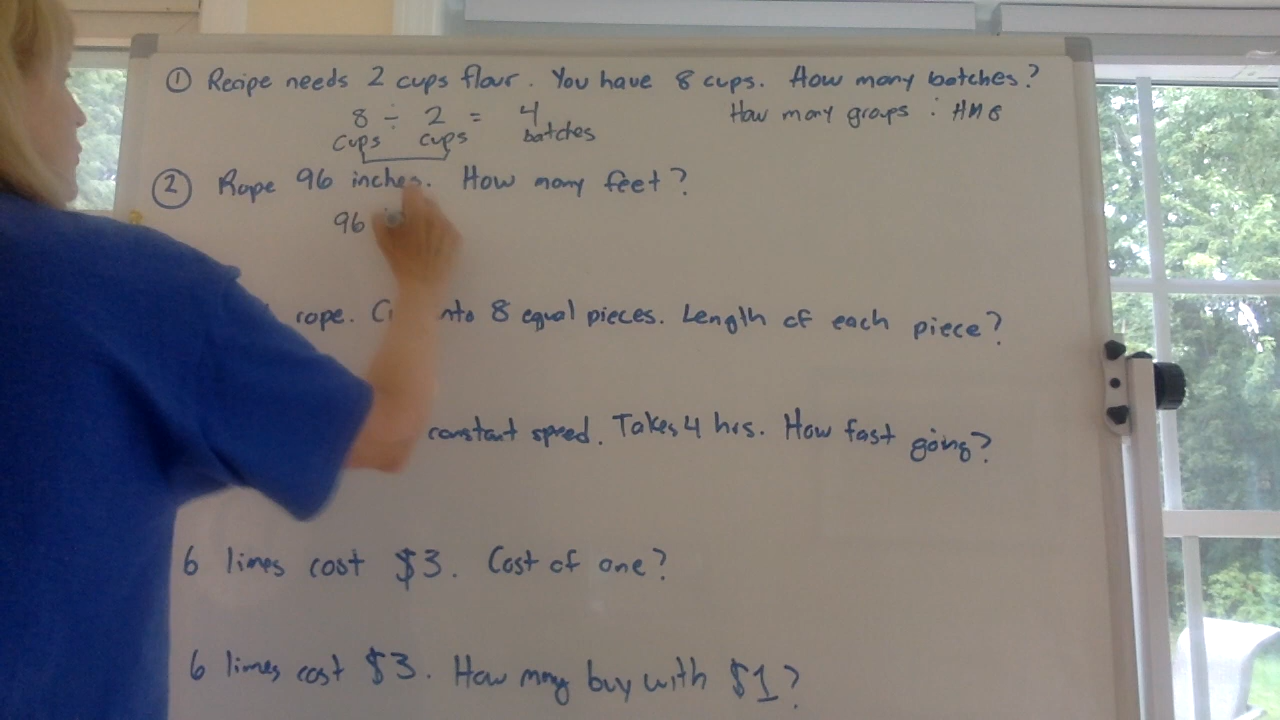 ① Recipe needs 2 cups flour. You have 8 cups. How many batches?
8 ÷ 2 = 4 How many groups : HMG
cups cups batches
② Rope 96 inches. How many feet?
96
rope. into 8 equal pieces. Length of each piece?
constant speed. Takes 4 hrs. How fast going?
6 limes cost $3. Cost of one?
6 limes cost $3. How many buy with $1?